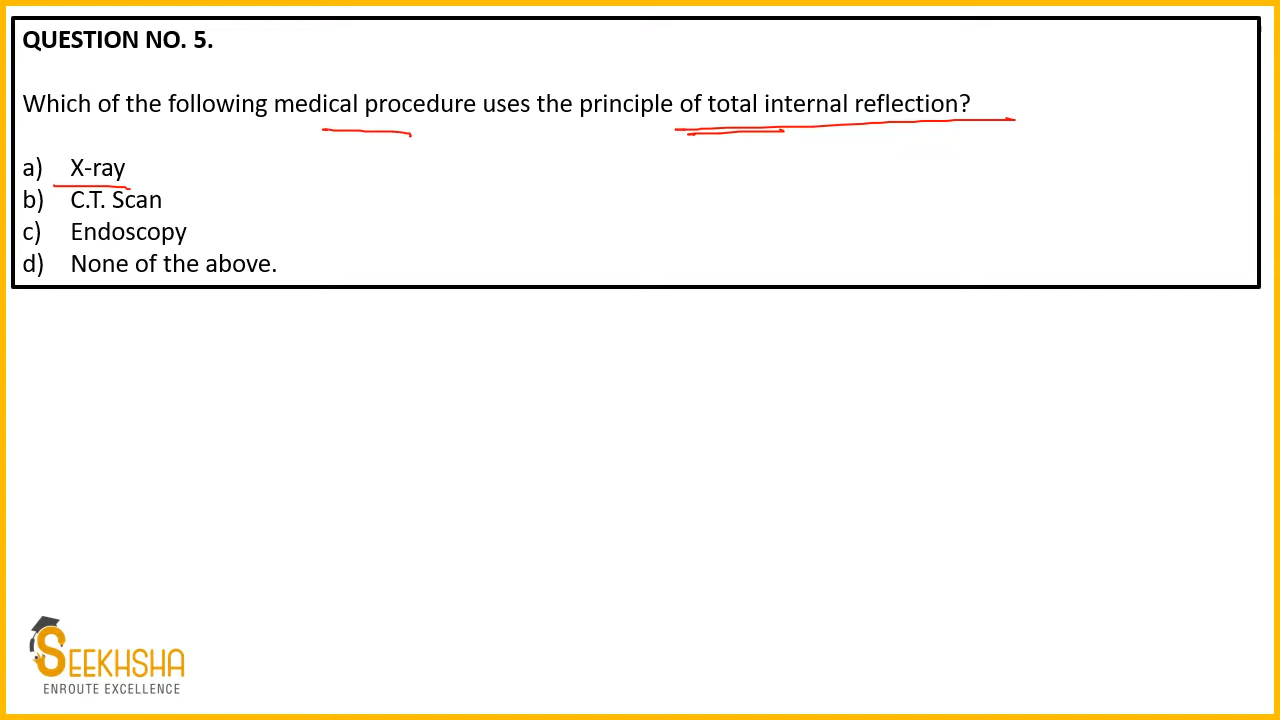 QUESTION NO. 5.
Which of the following medical procedure uses the principle of total internal reflection?
a) X-ray
b) C.T. Scan
c) Endoscopy
d) None of the above.
SEEKHSHA
ENROUTE EXCELLENCE